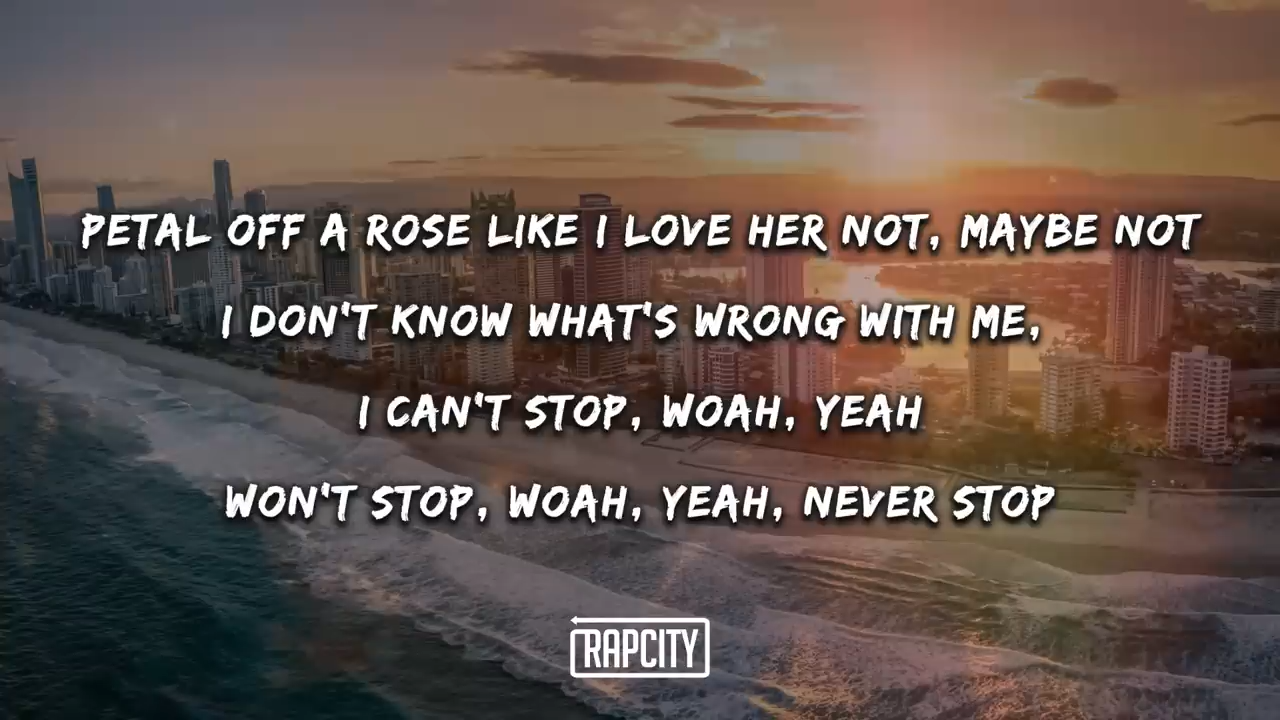 PETAL OFF A ROSE LIKE I LOVE HER NOT, MAYBE NOT
I DON'T KNOW WHAT'S WRONG WITH ME,
I CAN'T STOP, WOAH, YEAH
WON'T STOP, WOAH, YEAH, NEVER STOP
RAPCITY